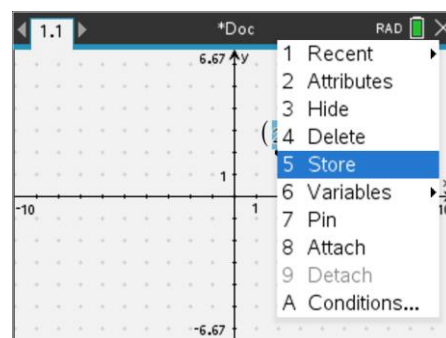 1.1 *Doc RAD
6.67 y
1 Recent
2 Attributes
3 Hide
( 4 Delete
5 Store
1
6 Variables
-10 1
7 Pin
8 Attach
9 Detach
A Conditions...
-6.67